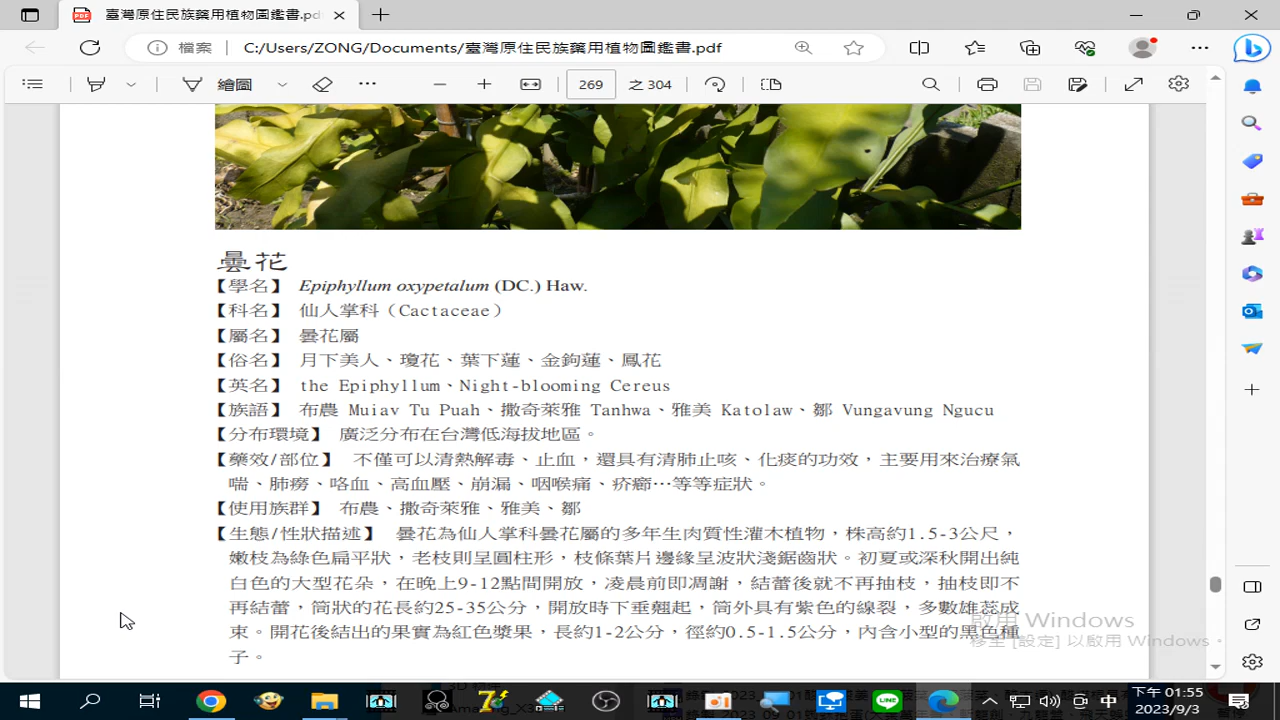 臺灣原住民族藥用植物圖鑑書.pdf
檔案 C:/Users/ZONG/Documents/臺灣原住民族藥用植物圖鑑書.pdf
繪圖 269 之 304
曇花
【學名】 Epiphyllum oxypetalum (DC.) Haw.
【科名】 仙人掌科（Cactaceae）
【屬名】 曇花屬
【俗名】 月下美人、瓊花、葉下蓮、金鉤蓮、鳳花
【英名】 the Epiphyllum、Night-blooming Cereus
【族語】 布農 Muiav Tu Puah、撒奇萊雅 Tanhwa、雅美 Katolaw、鄒 Vungavung Ngucu
【分布環境】 廣泛分布在台灣低海拔地區。
【藥效/部位】 不僅可以清熱解毒、止血，還具有清肺止咳、化痰的功效，主要用來治療氣
喘、肺癆、咯血、高血壓、崩漏、咽喉痛、疥癤…等等症狀。
【使用族群】 布農、撒奇萊雅、雅美、鄒
【生態/性狀描述】 曇花為仙人掌科曇花屬的多年生肉質性灌木植物，株高約1.5-3公尺，
嫩枝為綠色扁平狀，老枝則呈圓柱形，枝條葉片邊緣呈波狀淺鋸齒狀。初夏或深秋開出純
白色的大型花朵，在晚上9-12點間開放，凌晨前即凋謝，結蕾後就不再抽枝，抽枝即不
再結蕾，筒狀的花長約25-35公分，開放時下垂翹起，筒外具有紫色的線裂，多數雄蕊成
束。開花後結出的果實為紅色漿果，長約1-2公分，徑約0.5-1.5公分，內含小型的黑色種
子。
啟用 Windows
移至 [設定] 以啟用 Windows。
中
下午 01:55
2023/9/3